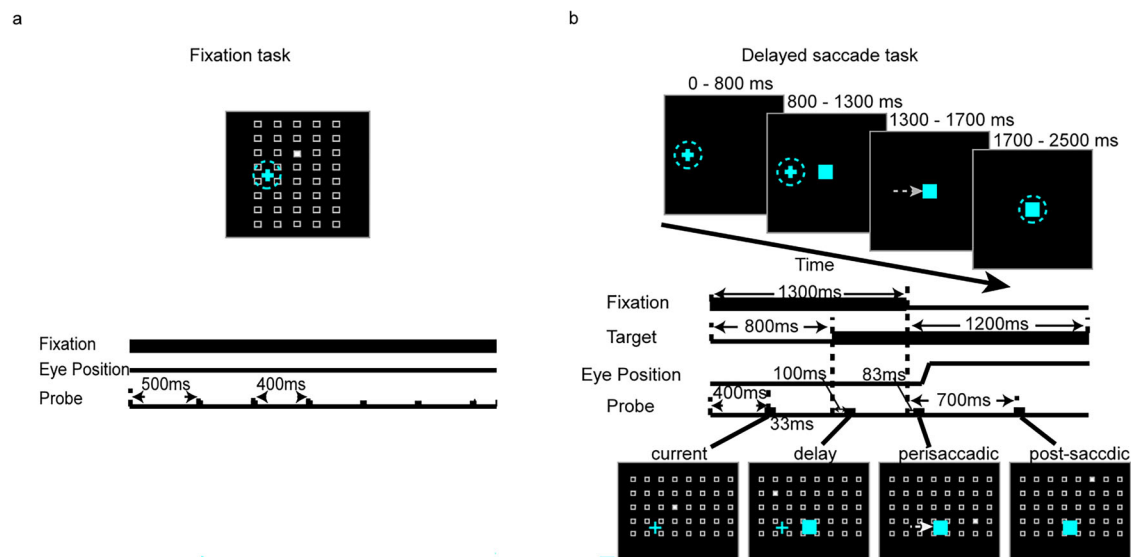 a
Fixation task
Fixation
Eye Position
500ms
400ms
Probe
b
Delayed saccade task
0 - 800 ms
800 - 1300 ms
1300 - 1700 ms
1700 - 2500 ms
Time
Fixation
1300ms
Target
800ms
1200ms
Eye Position
100ms
83ms
Probe
400ms
700ms
33ms
current
delay
perisaccadic
post-saccdic